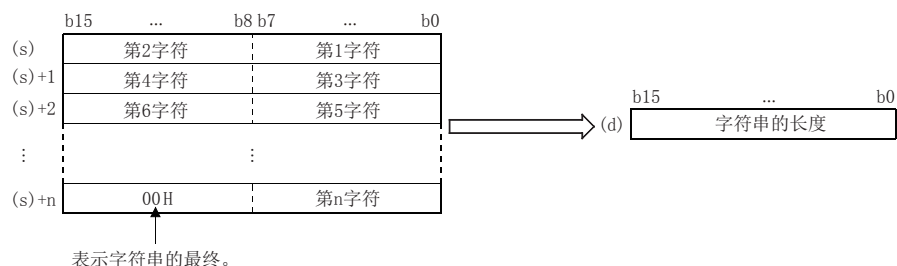 b15 ... b8 b7 ... b0
(s) 第2字符 第1字符
(s)+1 第4字符 第3字符
(s)+2 第6字符 第5字符
⋮ ⋮
(s)+n 00H 第n字符
表示字符串的最终。
b15 ... b0
(d) 字符串的长度